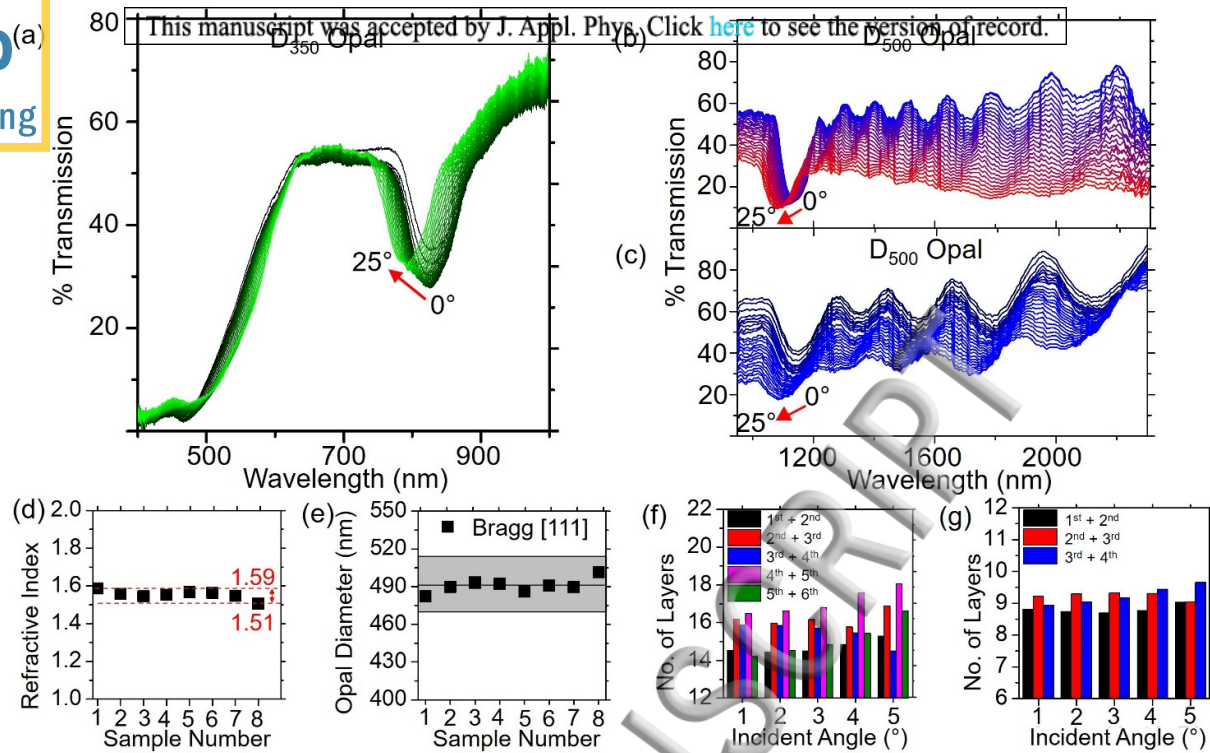 This manuscript was accepted by J. Appl. Phys. Click here to see the version of record.
ng
(a)
D350 Opal
80
60
40
20
% Transmission
25°
0°
500
700
900
Wavelength (nm)
(b)
D500 Opal
80
60
40
20
% Transmission
25°
0°
(c)
D500 Opal
80
60
40
20
% Transmission
25°
0°
1200
1600
2000
Wavelength (nm)
(d)
2.0
1.8
1.6
1.4
1.2
1.0
Refractive Index
1.59
1.51
1 2 3 4 5 6 7 8
Sample Number
(e)
550
520
490
460
430
400
Opal Diameter (nm)
Bragg [111]
1 2 3 4 5 6 7 8
Sample Number
(f)
22
20
18
16
14
12
No. of Layers
1st + 2nd
2nd + 3rd
3rd + 4th
4th + 5th
5th + 6th
1 2 3 4 5
Incident Angle (°)
(g)
12
11
10
9
8
7
6
No. of Layers
1st + 2nd
2nd + 3rd
3rd + 4th
1 2 3 4 5
Incident Angle (°)
SCRIPT